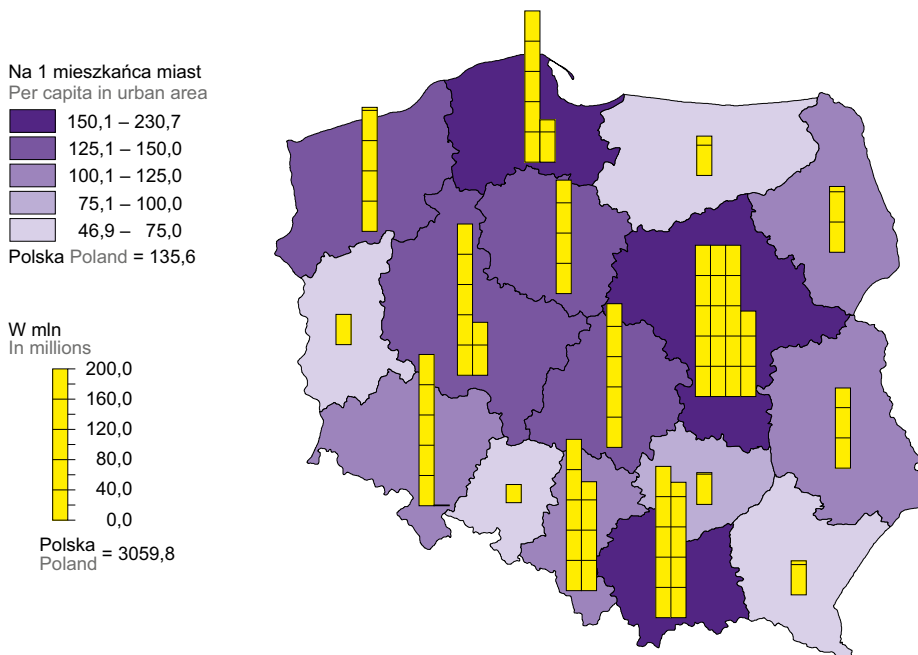 Na 1 mieszkańca miast
Per capita in urban area
150,1 – 230,7
125,1 – 150,0
100,1 – 125,0
75,1 – 100,0
46,9 – 75,0
Polska Poland = 135,6
W mln
In millions
200,0
160,0
120,0
80,0
40,0
0,0
Polska
Poland = 3059,8